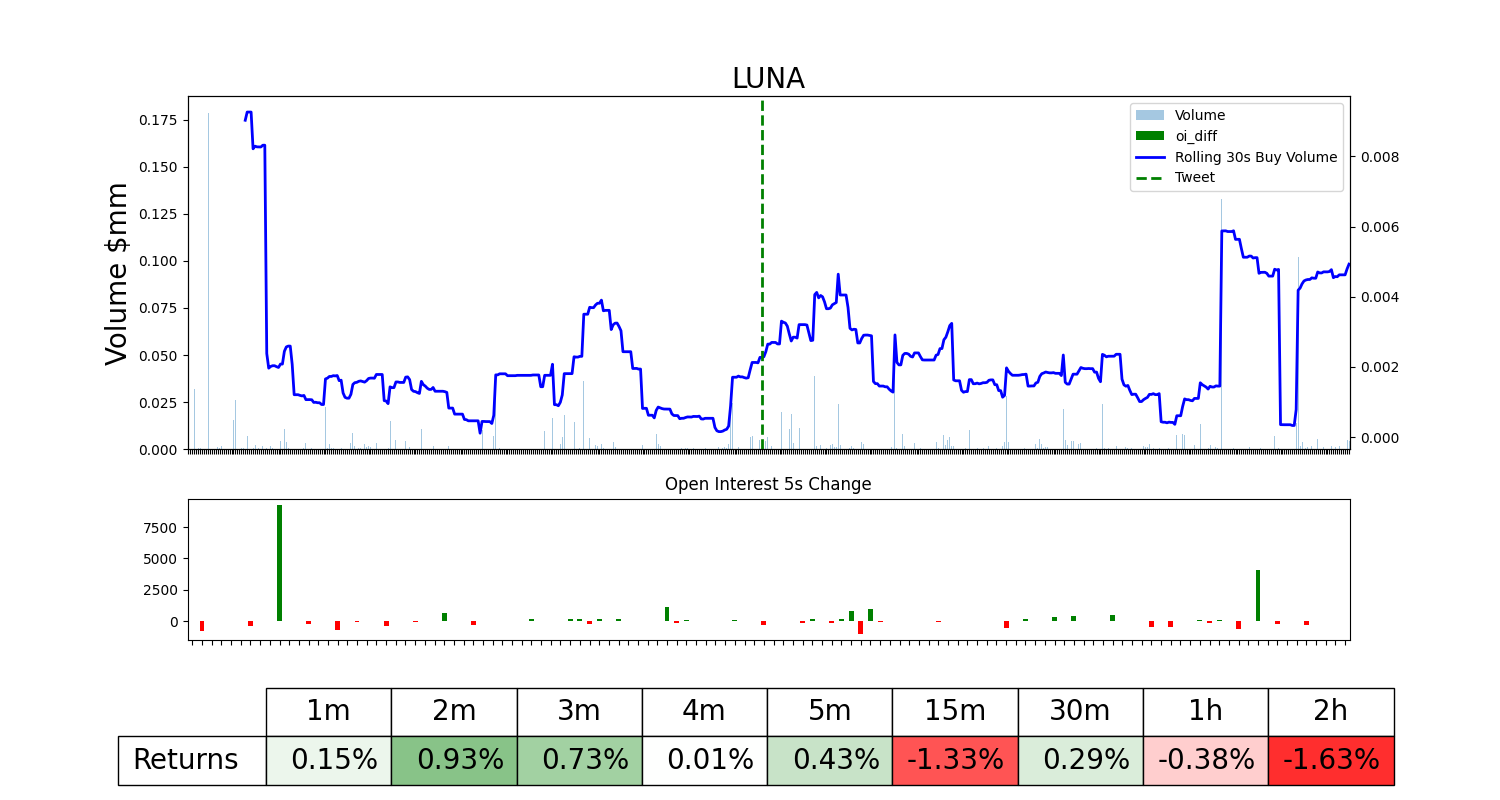 LUNA
Volume $mm
0.175
0.150
0.125
0.100
0.075
0.050
0.025
0.000
Volume
oi_diff
Rolling 30s Buy Volume
Tweet
0.008
0.006
0.004
0.002
0.000
Open Interest 5s Change
7500
5000
2500
0
1m 2m 3m 4m 5m 15m 30m 1h 2h
Returns 0.15% 0.93% 0.73% 0.01% 0.43% -1.33% 0.29% -0.38% -1.63%